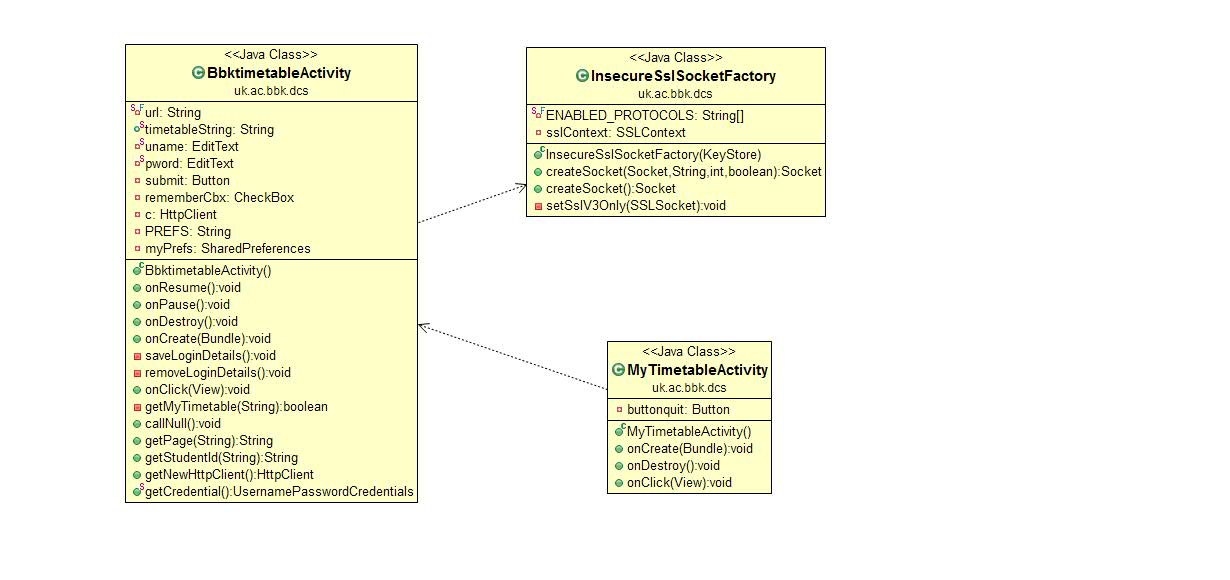 <<Java Class>>
BbktimetableActivity
uk.ac.bbk.dcs
url: String
timetableString: String
uname: EditText
pword: EditText
submit: Button
rememberCbx: CheckBox
c: HttpClient
PREFS: String
myPrefs: SharedPreferences
BbktimetableActivity()
onResume():void
onPause():void
onDestroy():void
onCreate(Bundle):void
saveLoginDetails():void
removeLoginDetails():void
onClick(View):void
getMyTimetable(String):boolean
callNull():void
getPage(String):String
getStudentId(String):String
getNewHttpClient():HttpClient
getCredential():UsernamePasswordCredentials
<<Java Class>>
InsecureSslSocketFactory
uk.ac.bbk.dcs
ENABLED_PROTOCOLS: String[]
sslContext: SSLContext
InsecureSslSocketFactory(KeyStore)
createSocket(Socket,String,int,boolean):Socket
createSocket():Socket
setSslV3Only(SSLSocket):void
<<Java Class>>
MyTimetableActivity
uk.ac.bbk.dcs
buttonquit: Button
MyTimetableActivity()
onCreate(Bundle):void
onDestroy():void
onClick(View):void